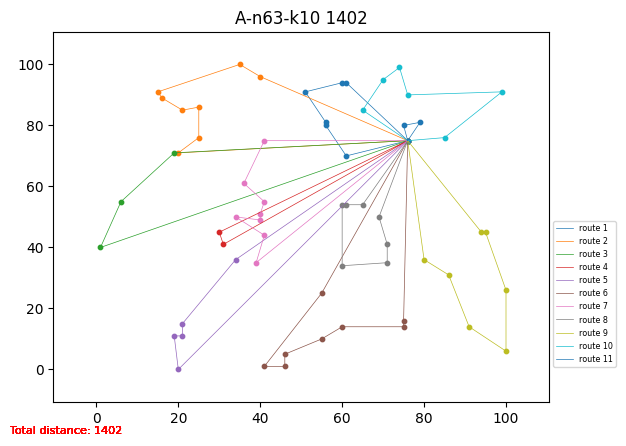 A-n63-k10 1402
100
80
60
40
20
0
0 20 40 60 80 100
route 1
route 2
route 3
route 4
route 5
route 6
route 7
route 8
route 9
route 10
route 11
Total distance: 1402